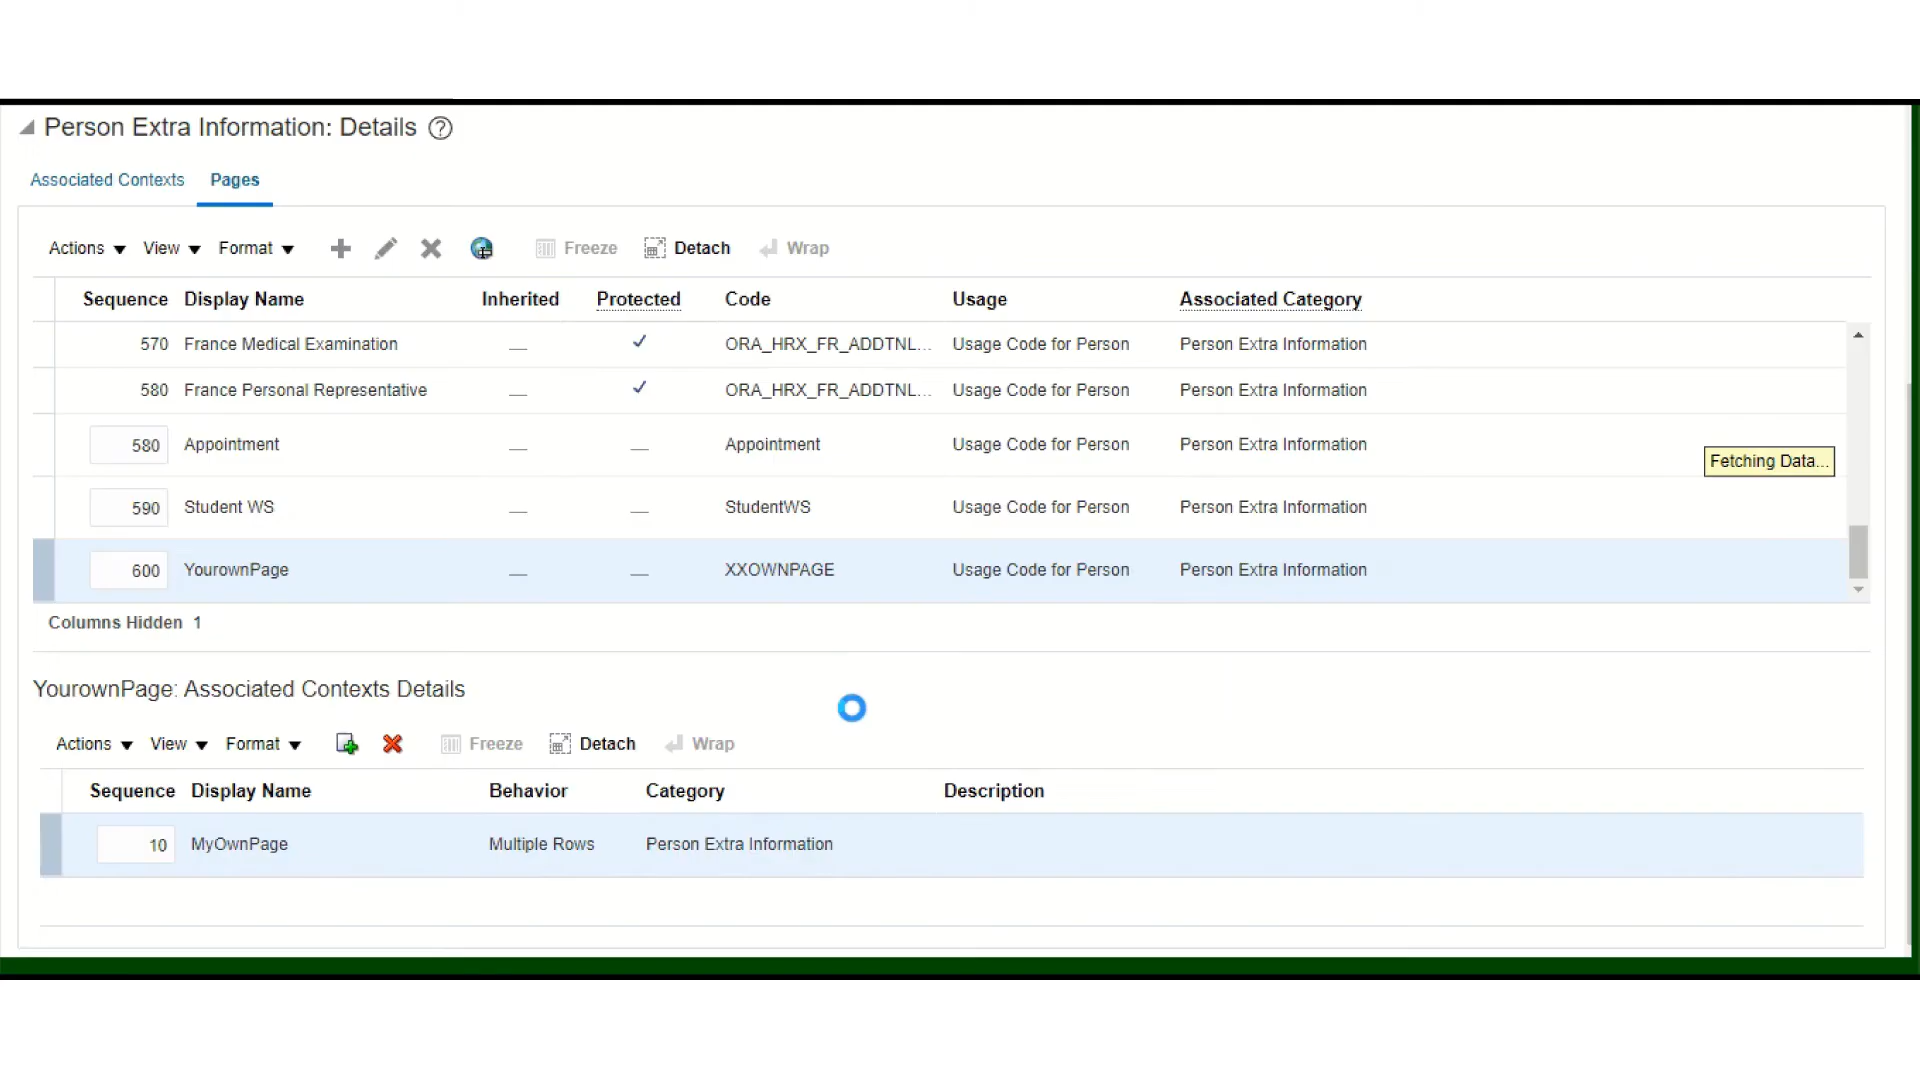 Person Extra Information: Details ?
Associated Contexts Pages
Actions View Format Freeze Detach Wrap
Sequence Display Name Inherited Protected Code Usage Associated Category
570 France Medical Examination ORA_HRX_FR_ADDTNL... Usage Code for Person Person Extra Information
580 France Personal Representative ORA_HRX_FR_ADDTNL... Usage Code for Person Person Extra Information
580 Appointment Appointment Usage Code for Person Person Extra Information
Fetching Data...
590 Student WS StudentWS Usage Code for Person Person Extra Information
600 YourownPage XXOWNPAGE Usage Code for Person Person Extra Information
Columns Hidden 1
YourownPage: Associated Contexts Details
Actions View Format Freeze Detach Wrap
Sequence Display Name Behavior Category Description
10 MyOwnPage Multiple Rows Person Extra Information